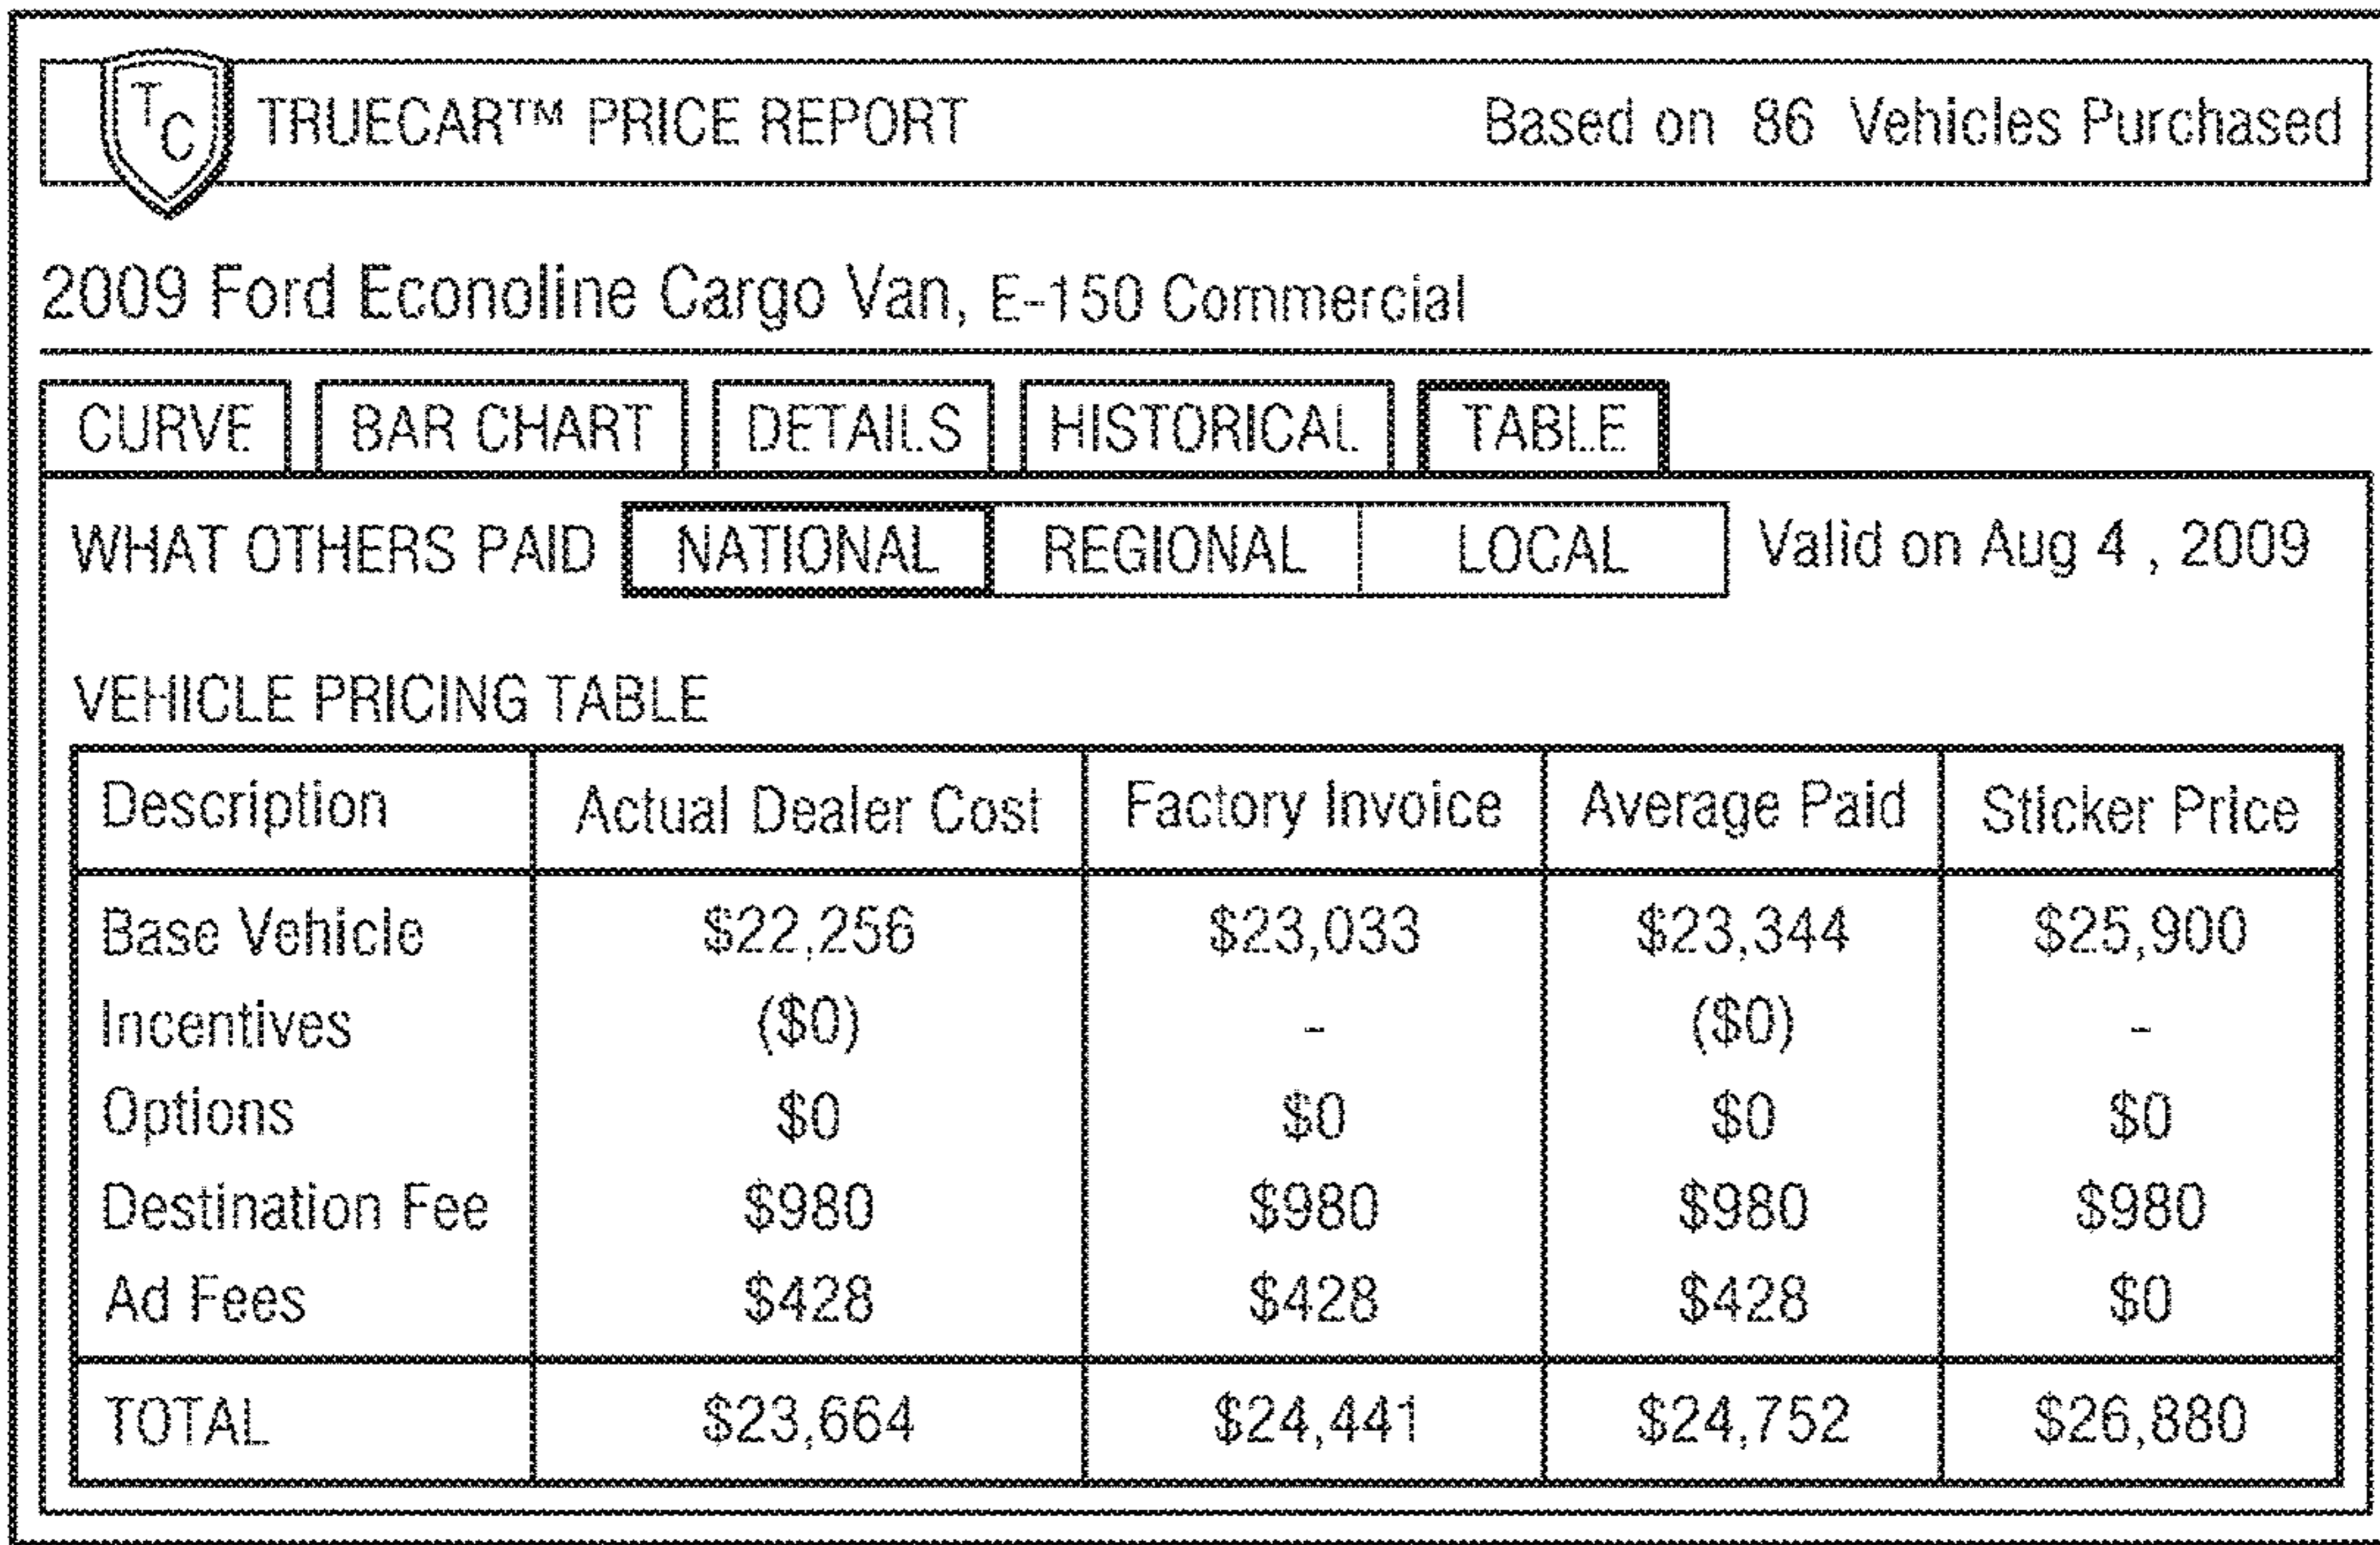 TC TRUECAR™ PRICE REPORT Based on 86 Vehicles Purchased
2009 Ford Econoline Cargo Van, E-150 Commercial
CURVE BAR CHART DETAILS HISTORICAL TABLE
WHAT OTHERS PAID NATIONAL REGIONAL LOCAL Valid on Aug 4 , 2009
VEHICLE PRICING TABLE
Description Actual Dealer Cost Factory Invoice Average Paid Sticker Price
Base Vehicle $22,256 $23,033 $23,344 $25,900
Incentives ($0) - ($0) -
Options $0 $0 $0 $0
Destination Fee $980 $980 $980 $980
Ad Fees $428 $428 $428 $0
TOTAL $23,664 $24,441 $24,752 $26,880